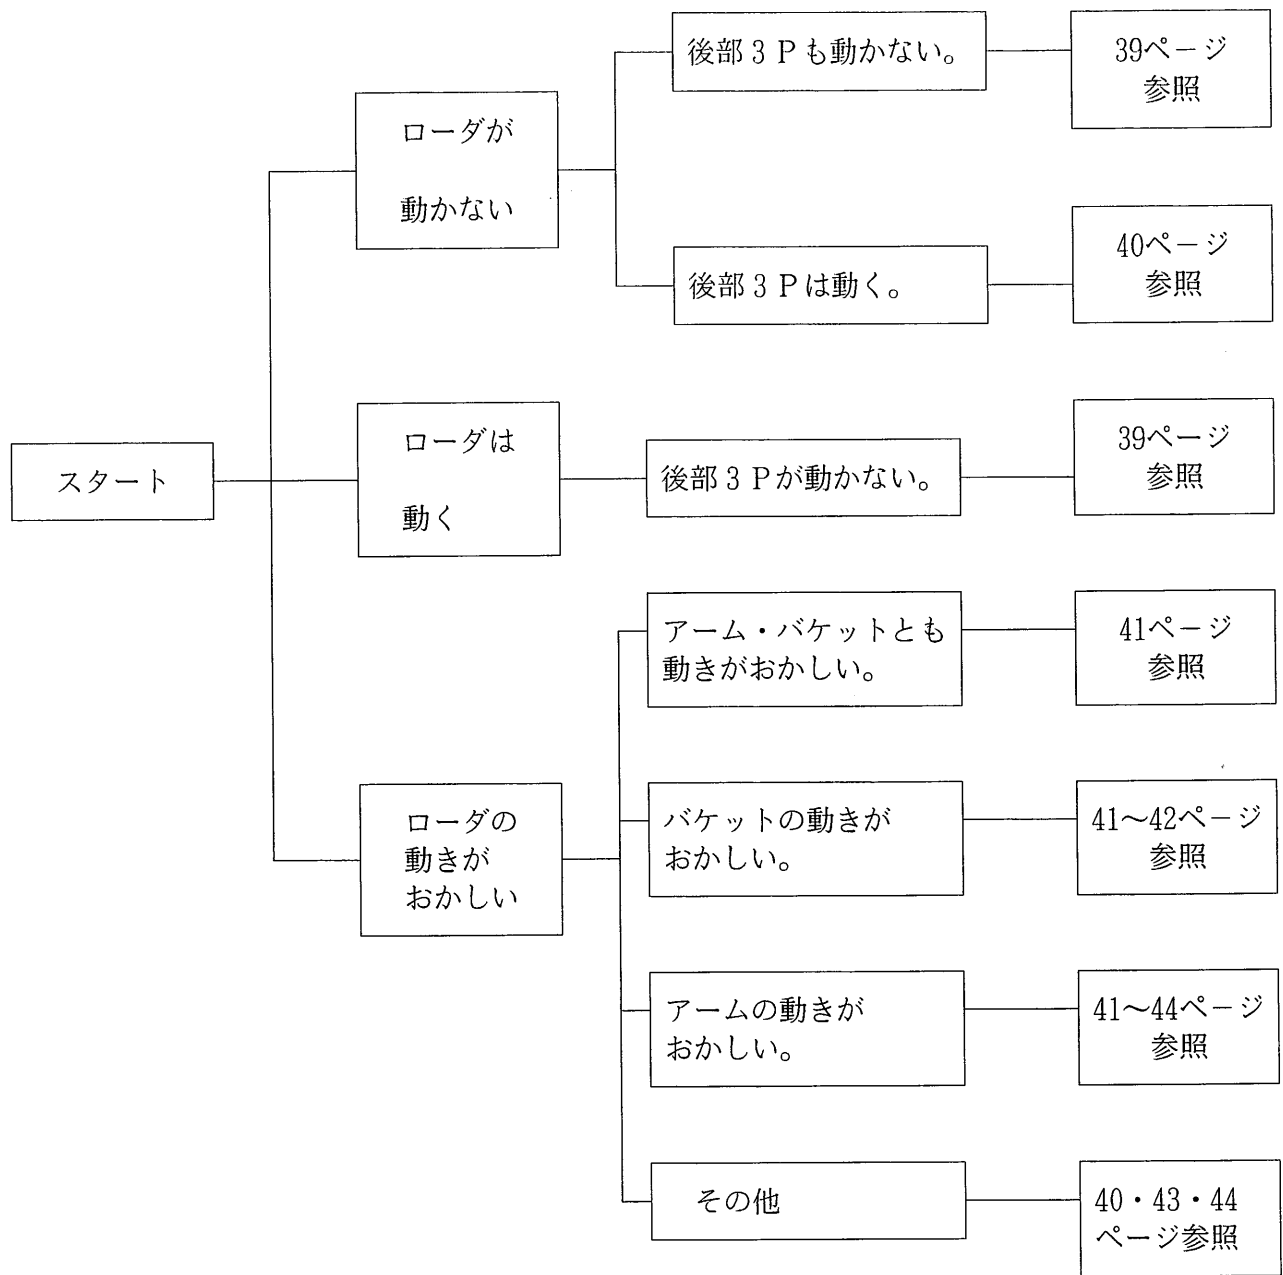 スタート
ローダが
動かない
後部３Ｐも動かない。
39ページ
参照
後部３Ｐは動く。
40ページ
参照
ローダは
動く
後部３Ｐが動かない。
39ページ
参照
ローダの
動きが
おかしい
アーム・バケットとも
動きがおかしい。
41ページ
参照
バケットの動きが
おかしい。
41～42ページ
参照
アームの動きが
おかしい。
41～44ページ
参照
その他
40・43・44
ページ参照